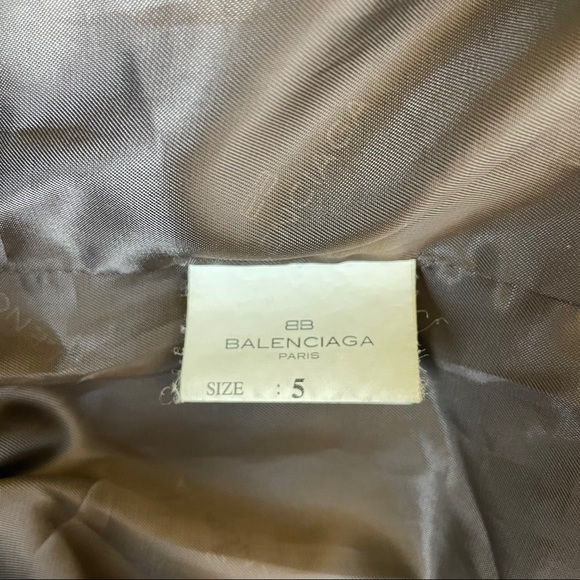 BB
BALENCIAGA
PARIS
SIZE : 5